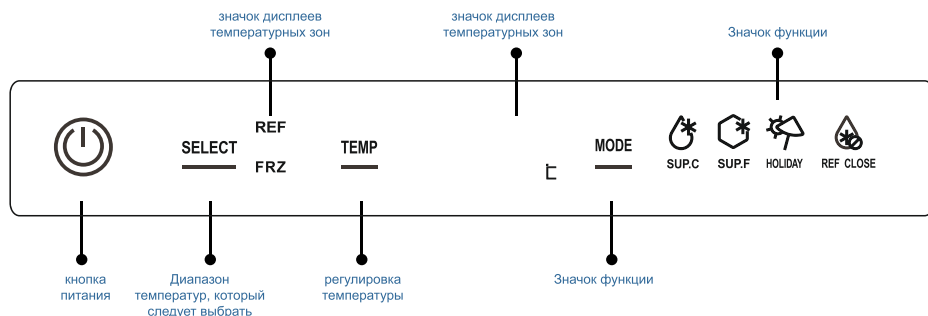 значок дисплеев
температурных зон
значок дисплеев
температурных зон
Значок функции
REF
SELECT
FRZ
TEMP
MODE
SUP.C
SUP.F
HOLIDAY
REF CLOSE
кнопка
питания
Диапазон
температур, который
следует выбрать
регулировка
температуры
Значок функции